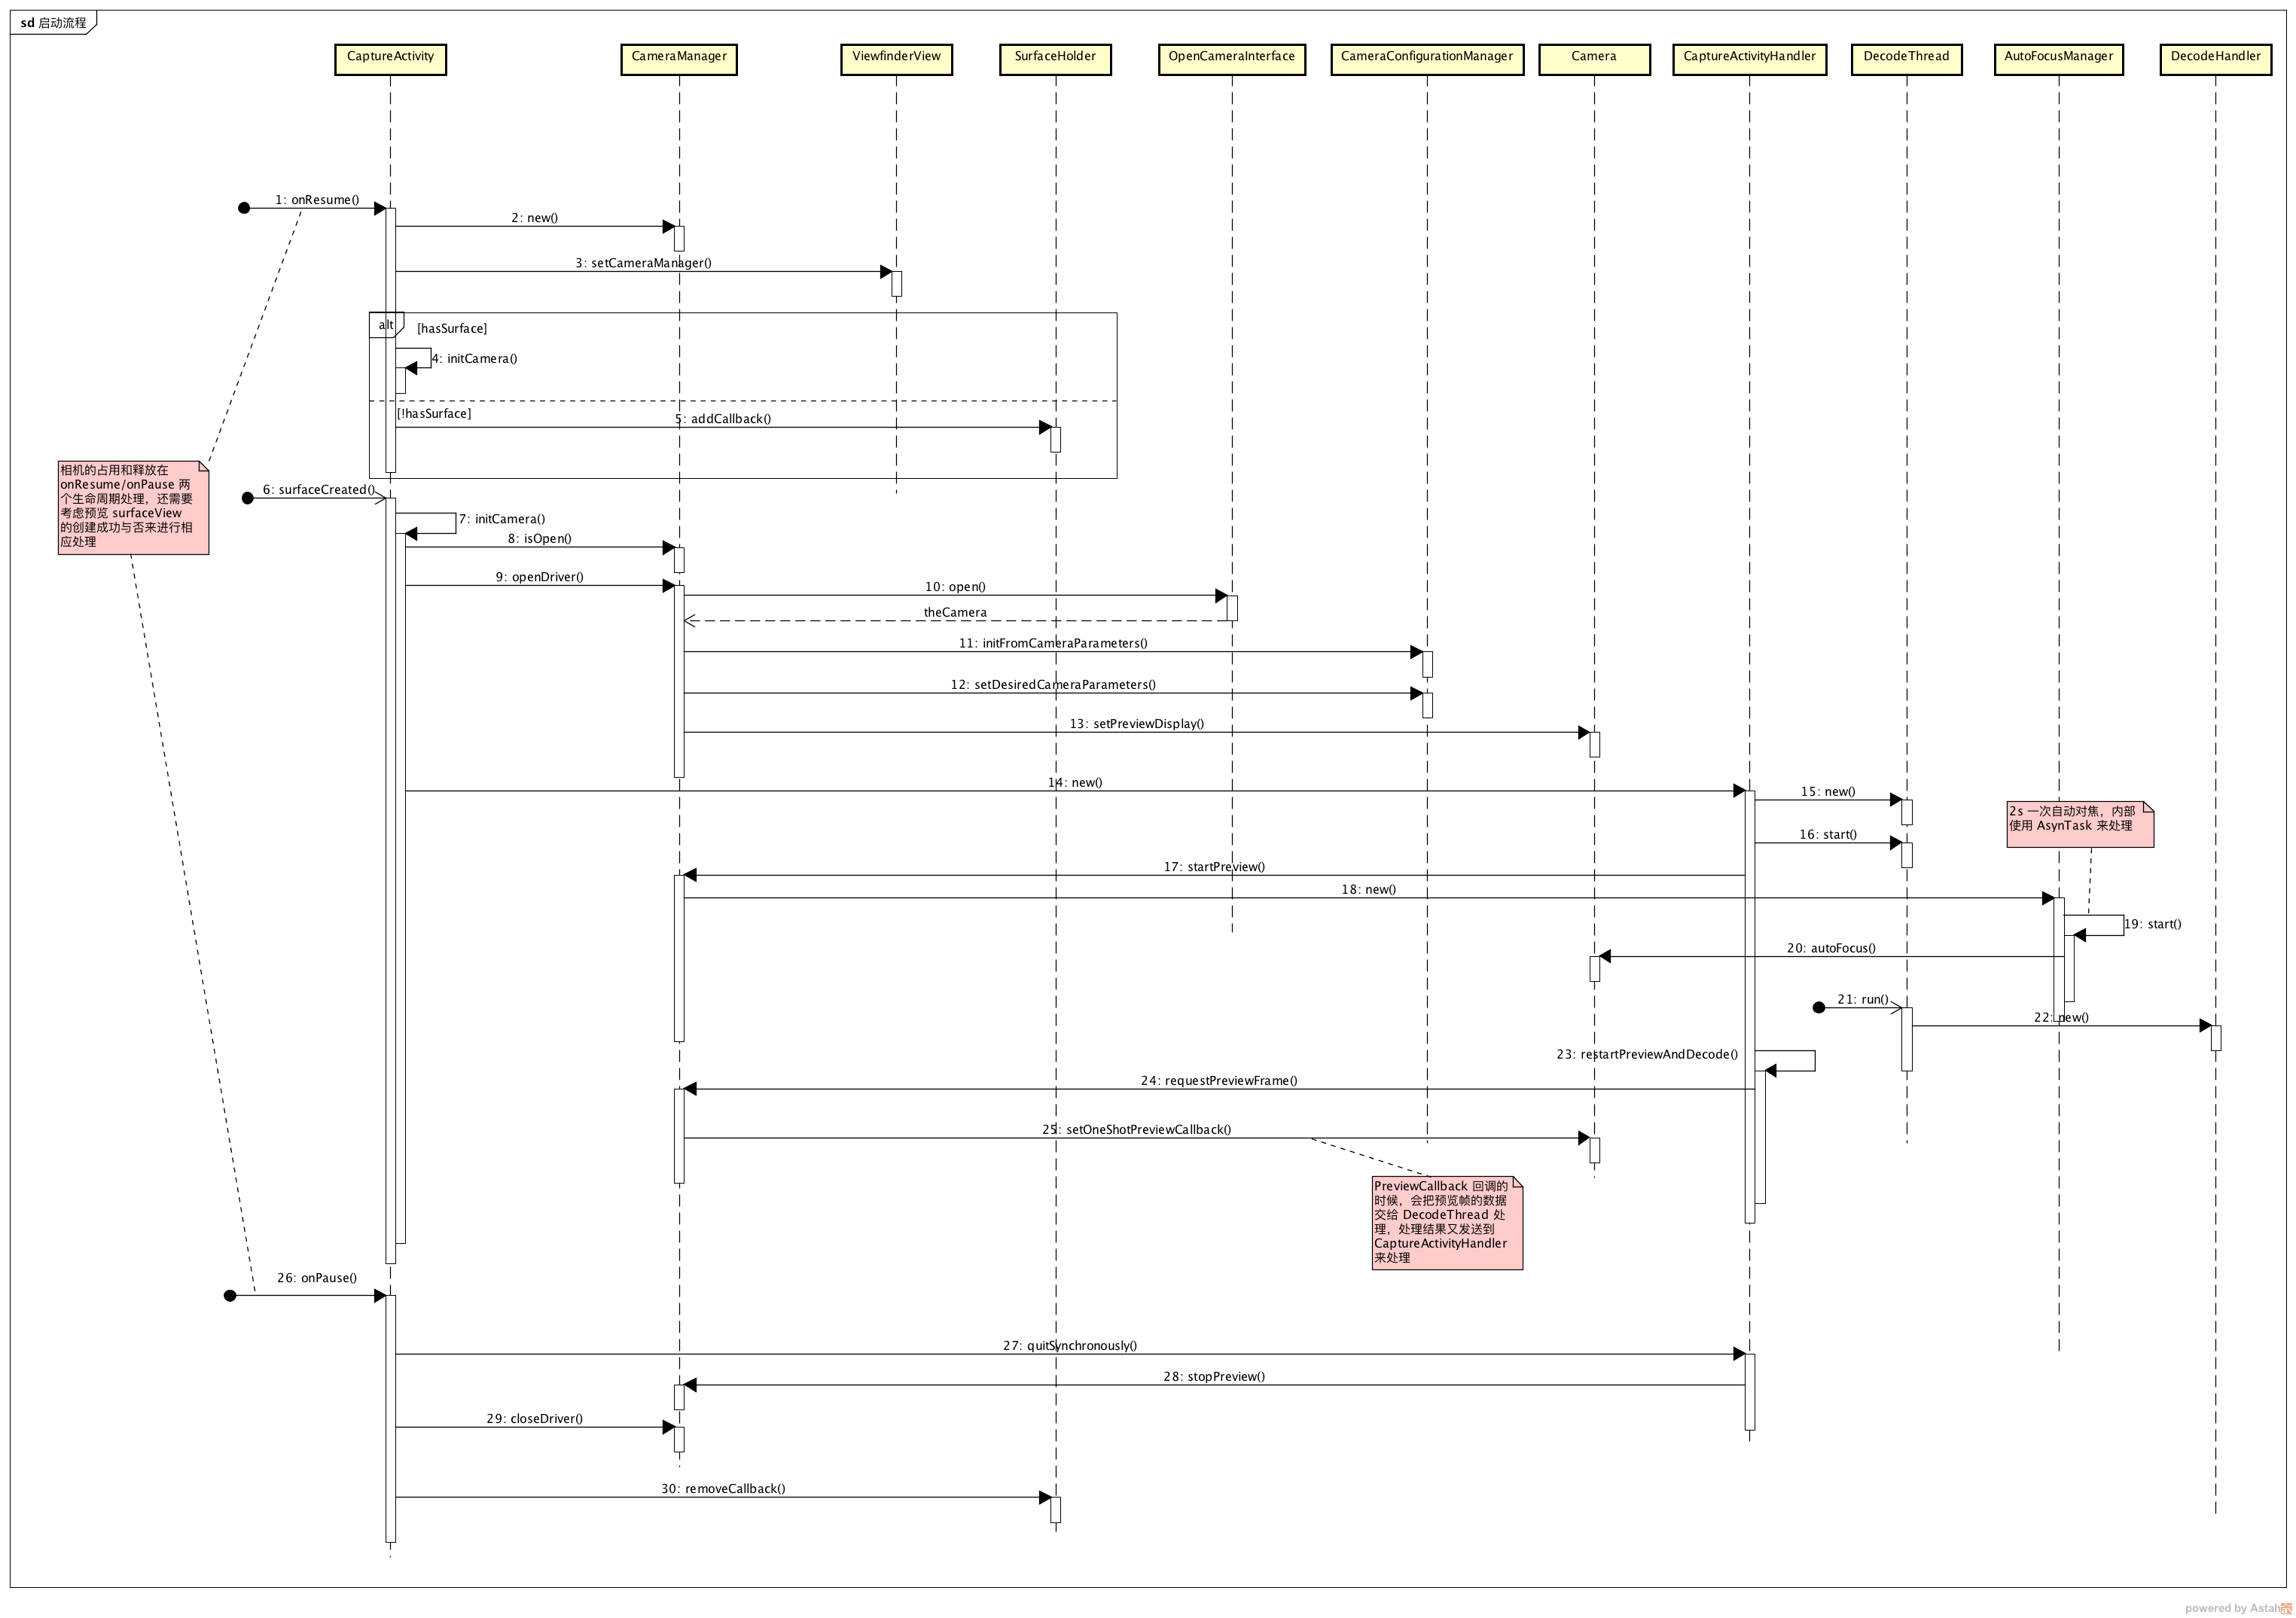 sd 启动流程
CaptureActivity
CameraManager
ViewfinderView
SurfaceHolder
OpenCameraInterface
CameraConfigurationManager
Camera
CaptureActivityHandler
DecodeThread
AutoFocusManager
DecodeHandler
1: onResume()
2: new()
3: setCameraManager()
alt
[hasSurface]
4: initCamera()
[!hasSurface]
5: addCallback()
相机的占用和释放在
onResume/onPause 两
个生命周期处理，还需要
考虑预览 surfaceView
的创建成功与否来进行相
应处理
6: surfaceCreated()
7: initCamera()
8: isOpen()
9: openDriver()
10: open()
theCamera
11: initFromCameraParameters()
12: setDesiredCameraParameters()
13: setPreviewDisplay()
14: new()
15: new()
2s 一次自动对焦，内部
使用 AsynTask 来处理
16: start()
17: startPreview()
18: new()
19: start()
20: autoFocus()
21: run()
22: new()
23: restartPreviewAndDecode()
24: requestPreviewFrame()
25: setOneShotPreviewCallback()
PreviewCallback 回调的
时候，会把预览帧的数据
交给 DecodeThread 处
理，处理结果又发送到
CaptureActivityHandler
来处理
26: onPause()
27: quitSynchronously()
28: stopPreview()
29: closeDriver()
30: removeCallback()
powered by Astah